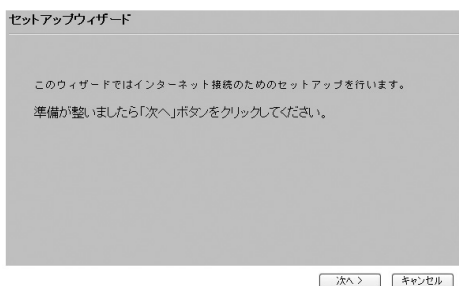 セットアップウィザード
このウィザードではインターネット接続のためのセットアップを行います。
準備が整いましたら「次へ」ボタンをクリックしてください。
次へ >
キャンセル